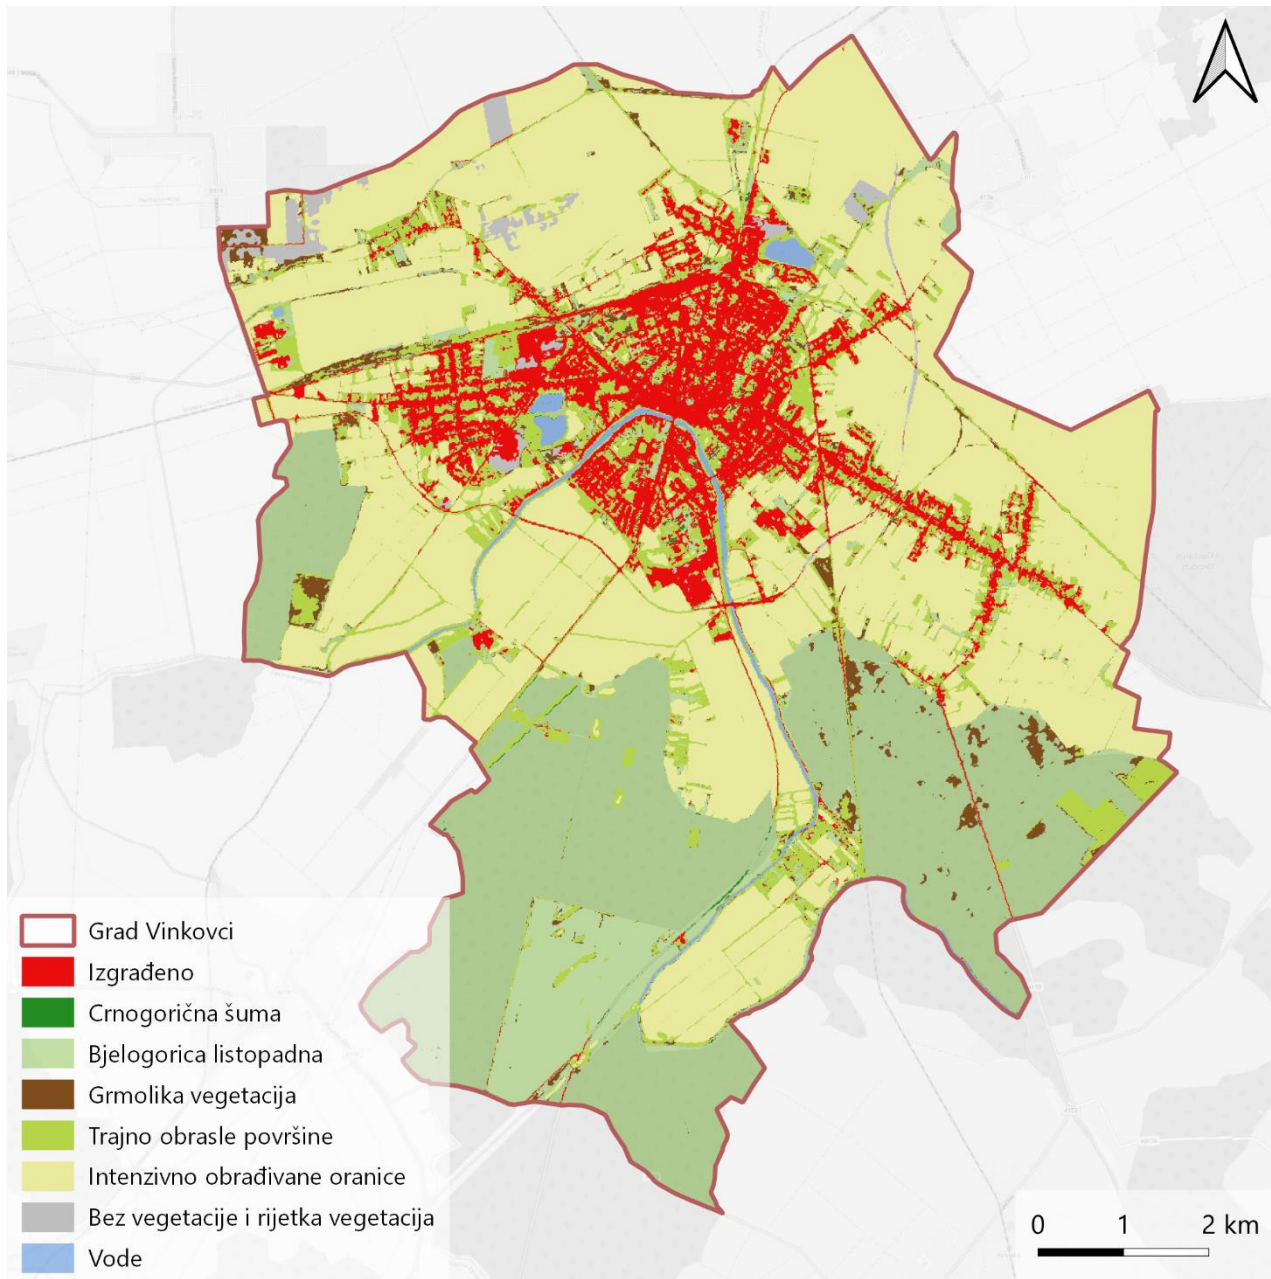 Grad Vinkovci
Izgrađeno
Crnogorična šuma
Bjelogorica listopadna
Grmolika vegetacija
Trajno obrasle površine
Intenzivno obrađivane oranice
Bez vegetacije i rijetka vegetacija
Vode
0 1 2 km